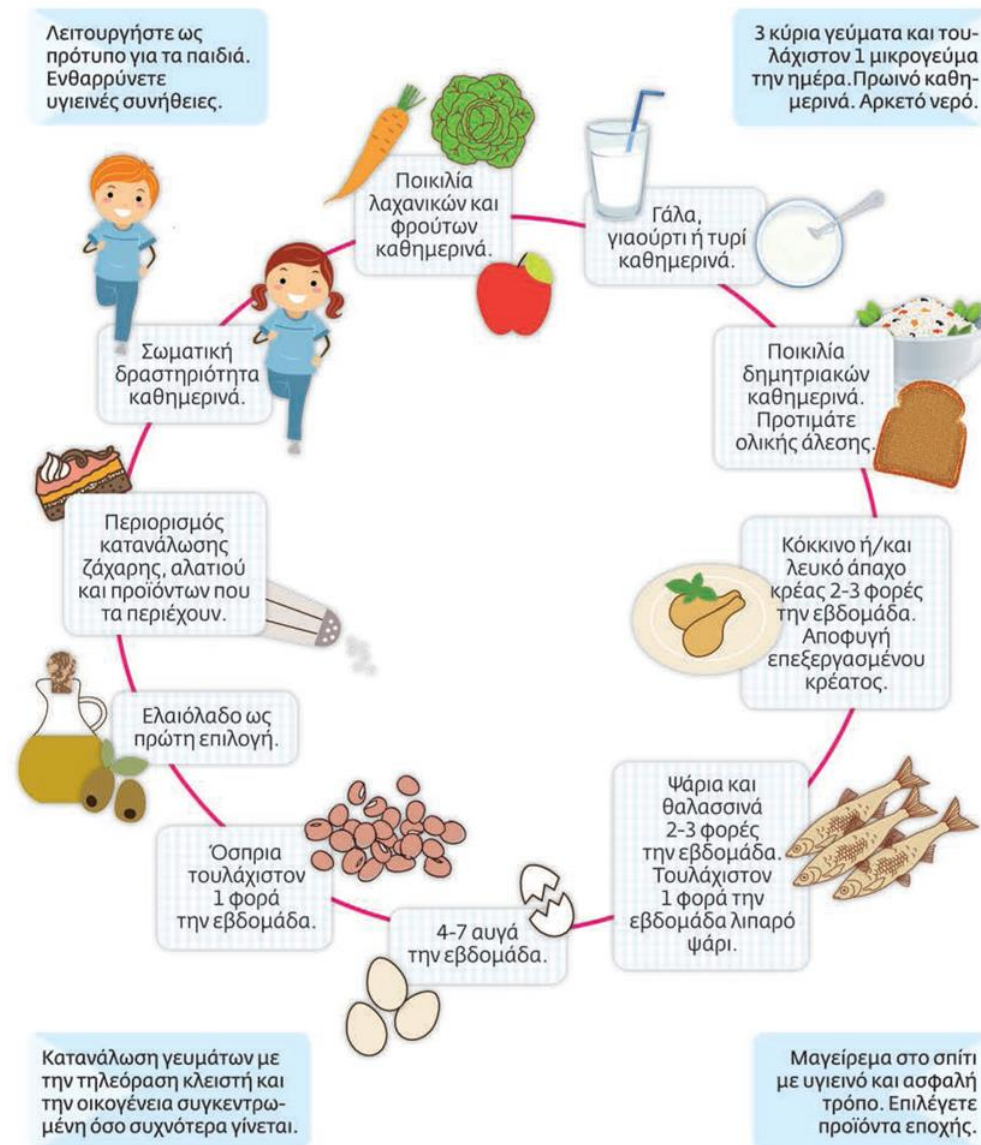 Λειτουργήστε ως
πρότυπο για τα παιδιά.
Ενθαρρύνετε
υγιεινές συνήθειες.
3 κύρια γεύματα και του-
λάχιστον 1 μικρογεύμα
την ημέρα.Πρωινό καθη-
μερινά. Αρκετό νερό.
Ποικιλία
λαχανικών και
φρούτων
καθημερινά.
Γάλα,
γιαούρτι ή τυρί
καθημερινά.
Ποικιλία
δημητριακών
καθημερινά.
Προτιμάτε
ολικής άλεσης.
Κόκκινο ή/και
λευκό άπαχο
κρέας 2-3 φορές
την εβδομάδα.
Αποφυγή
επεξεργασμένου
κρέατος.
Ψάρια και
θαλασσινά
2-3 φορές
την εβδομάδα.
Τουλάχιστον
1 φορά την
εβδομάδα λιπαρό
ψάρι.
4-7 αυγά
την εβδομάδα.
Όσπρια
τουλάχιστον
1 φορά
την εβδομάδα.
Ελαιόλαδο ως
πρώτη επιλογή.
Περιορισμός
κατανάλωσης
ζάχαρης, αλατιού
και προϊόντων που
τα περιέχουν.
Σωματική
δραστηριότητα
καθημερινά.
Κατανάλωση γευμάτων με
την τηλεόραση κλειστή και
την οικογένεια συγκεντρω-
μένη όσο συχνότερα γίνεται.
Μαγείρεμα στο σπίτι
με υγιεινό και ασφαλή
τρόπο. Επιλέγετε
προϊόντα εποχής.